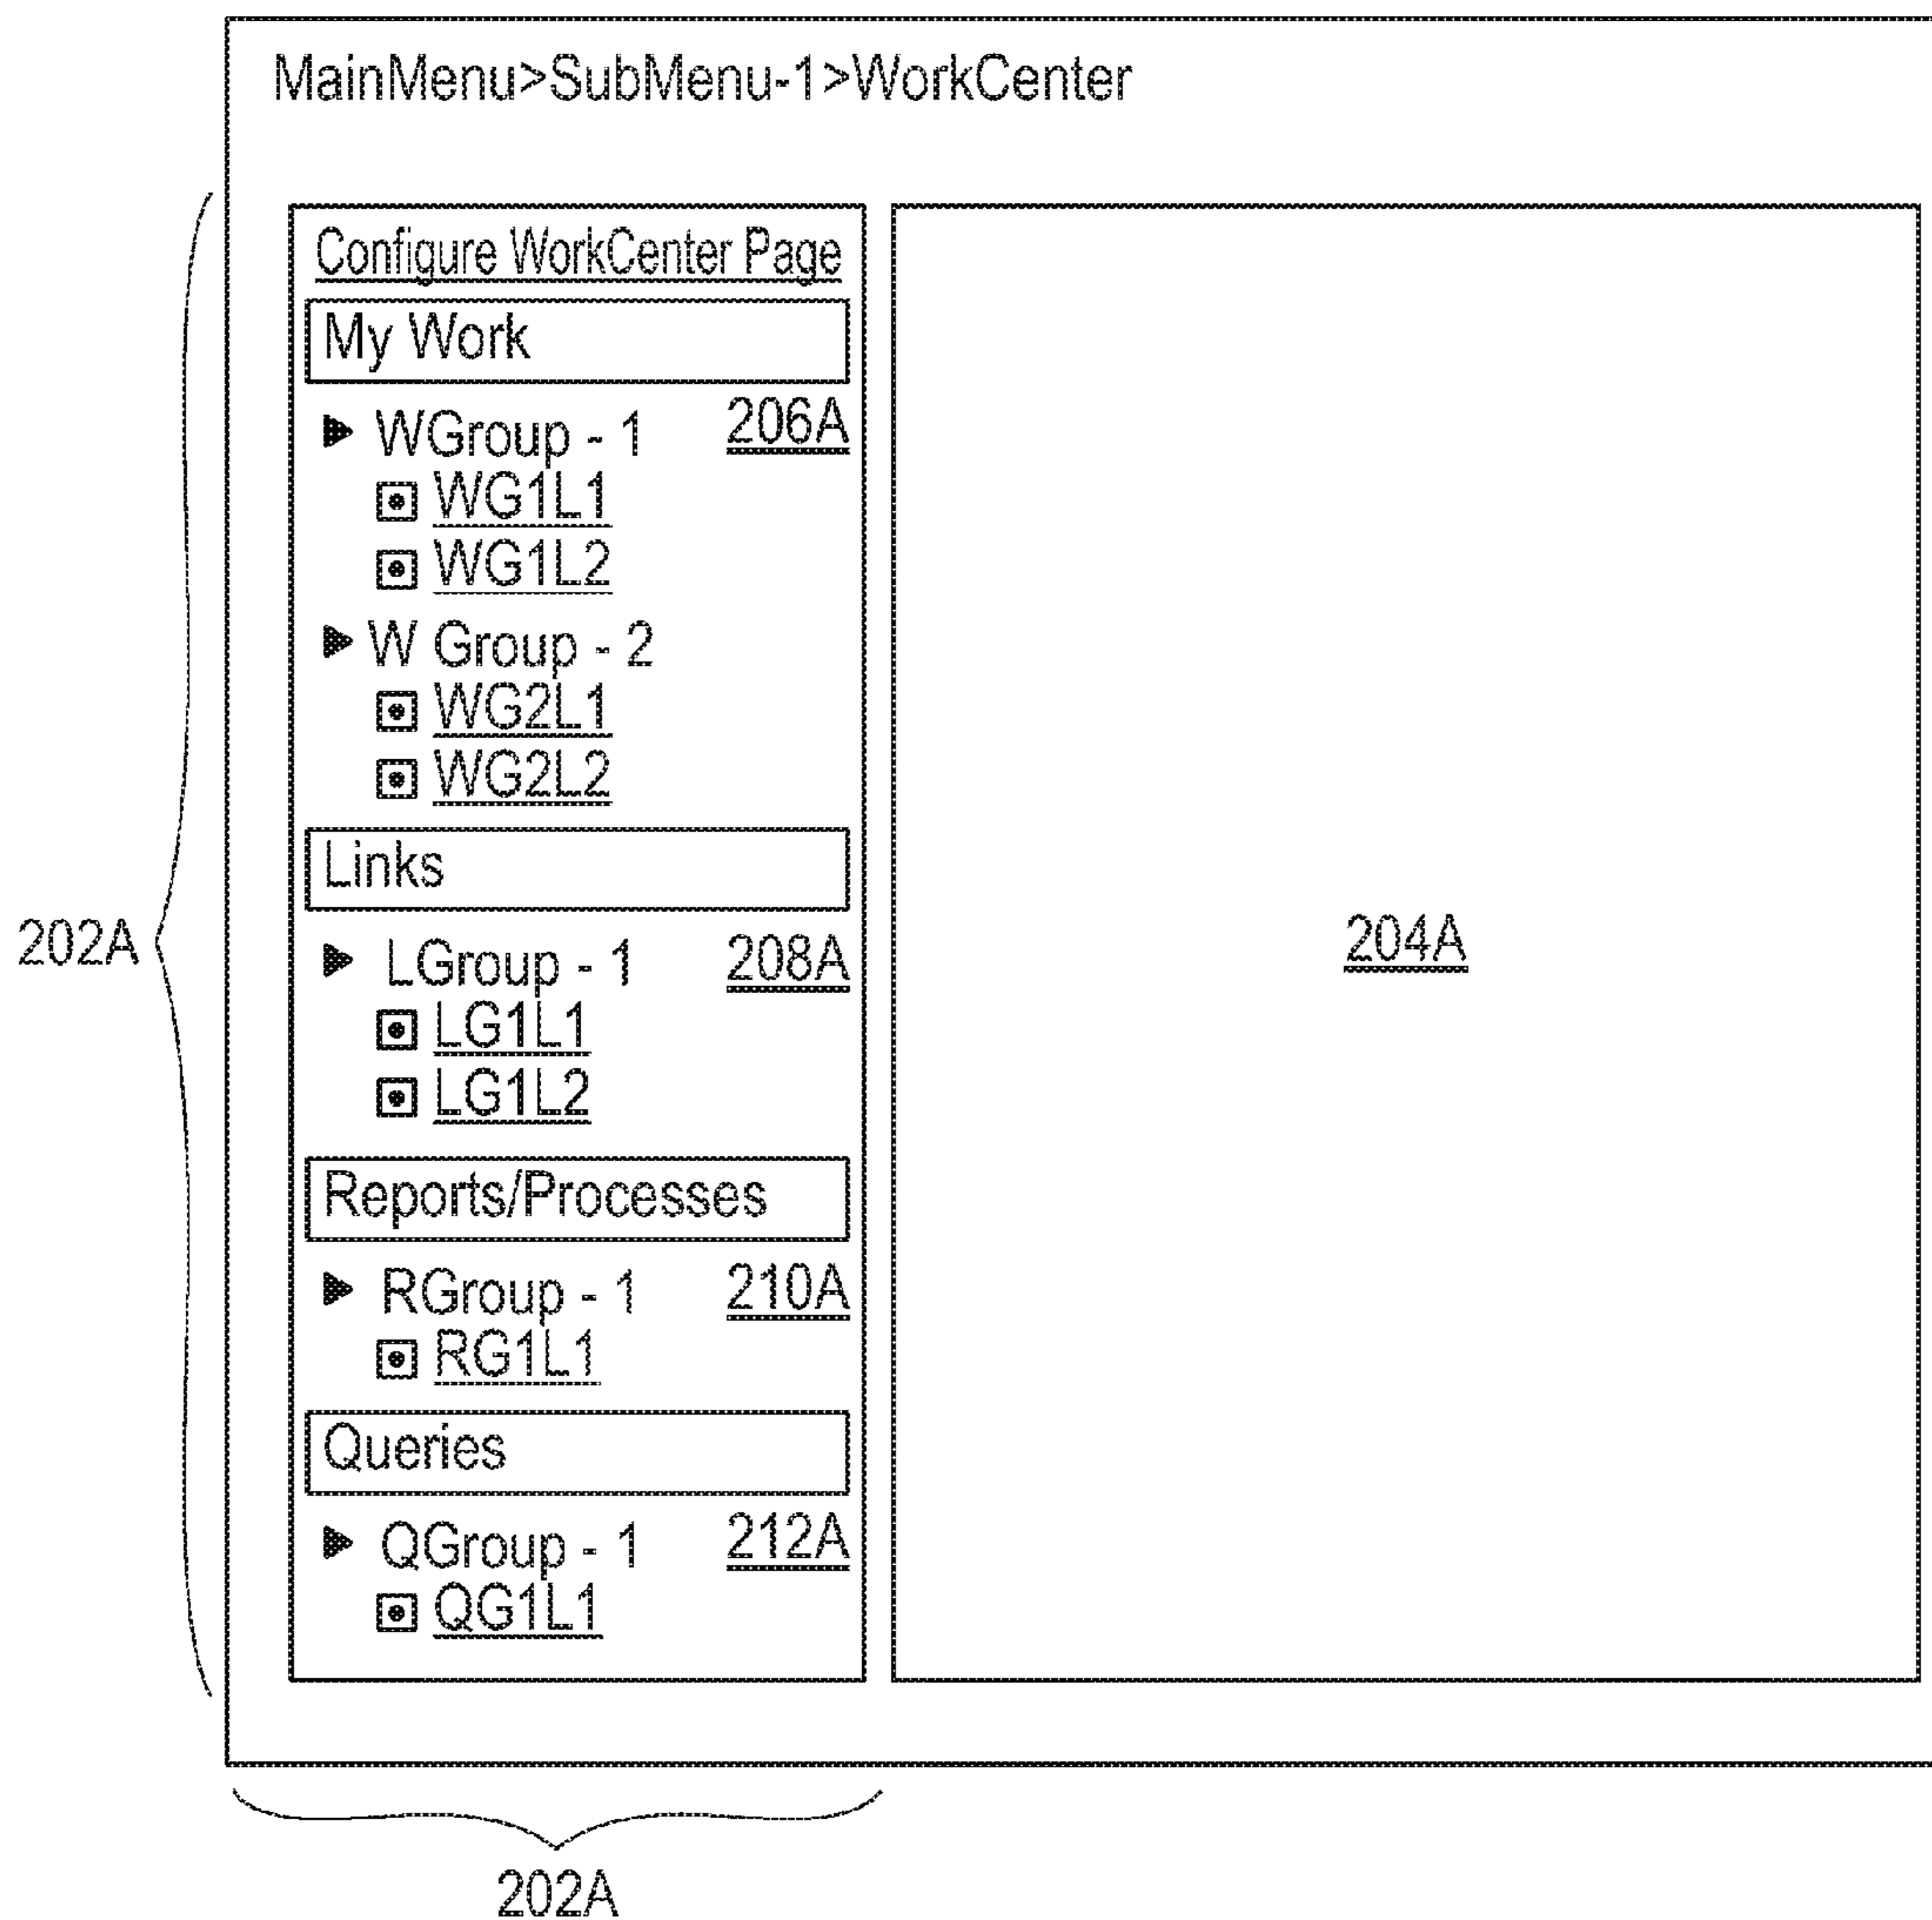 MainMenu>SubMenu-1>WorkCenter
Configure WorkCenter Page
My Work
WGroup - 1 206A
WG1L1
WG1L2
W Group - 2
WG2L1
WG2L2
Links
202A
LGroup - 1 208A
204A
LG1L1
LG1L2
Reports/Processes
RGroup - 1 210A
RG1L1
Queries
QGroup - 1 212A
QG1L1
202A